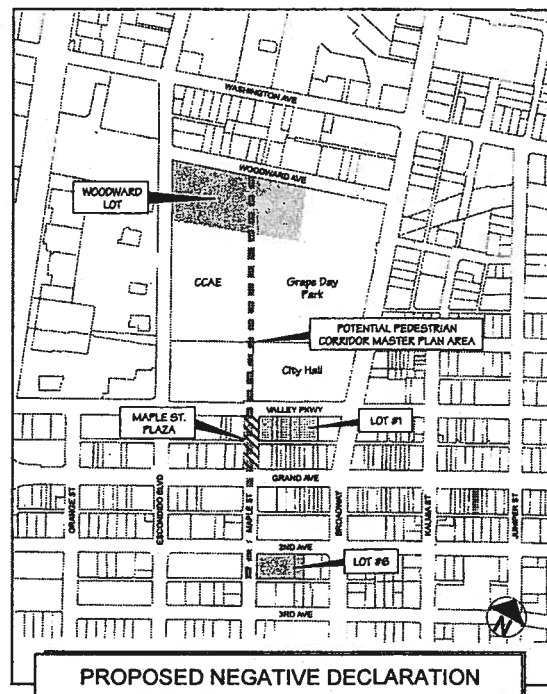 WASHINGTON AVE
WOODWARD AVE
WOODWARD
LOT
CCAE
Grape Day
Park
POTENTIAL PEDESTRIAN
CORRIDOR MASTER PLAN AREA
City Hall
MAPLE ST.
PLAZA
VALLEY PKWY
LOT #1
GRAND AVE
ORANGE ST
ESCONDIDO BLVD
MAPLE ST
BROADWAY
KALMIA ST
JUNIPER ST
2ND AVE
LOT #6
3RD AVE
N
PROPOSED NEGATIVE DECLARATION